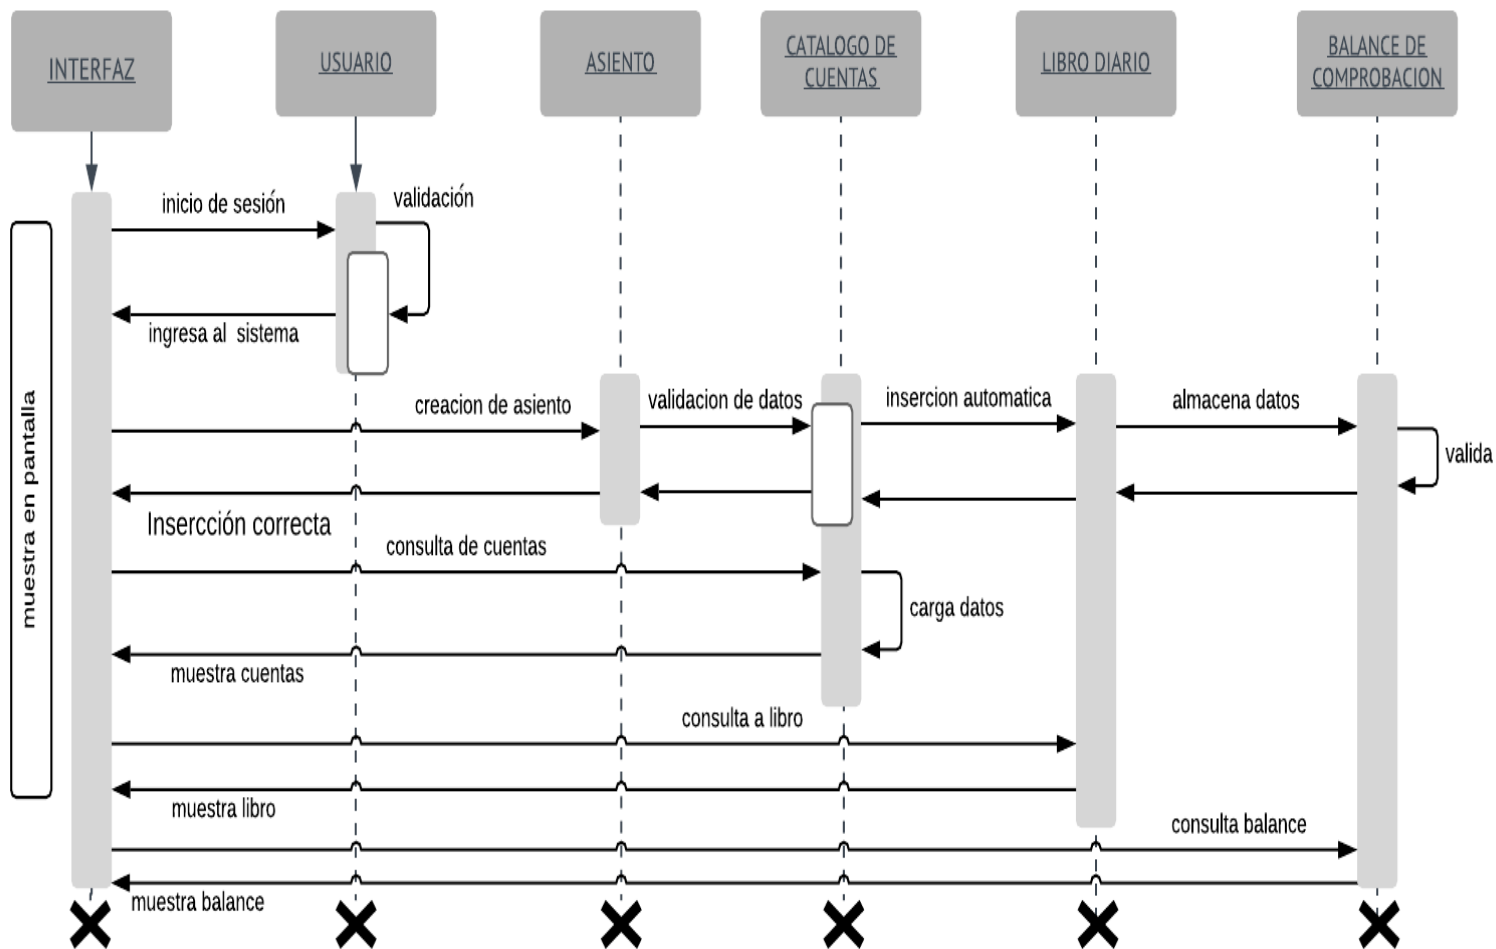 INTERFAZ
USUARIO
ASIENTO
CATALOGO DE
CUENTAS
LIBRO DIARIO
BALANCE DE
COMPROBACION
inicio de sesión
validación
ingresa al  sistema
creacion de asiento
validacion de datos
insercion automatica
almacena datos
valida
muestra en pantalla
Insercción correcta
consulta de cuentas
carga datos
muestra cuentas
consulta a libro
muestra libro
consulta balance
muestra balance